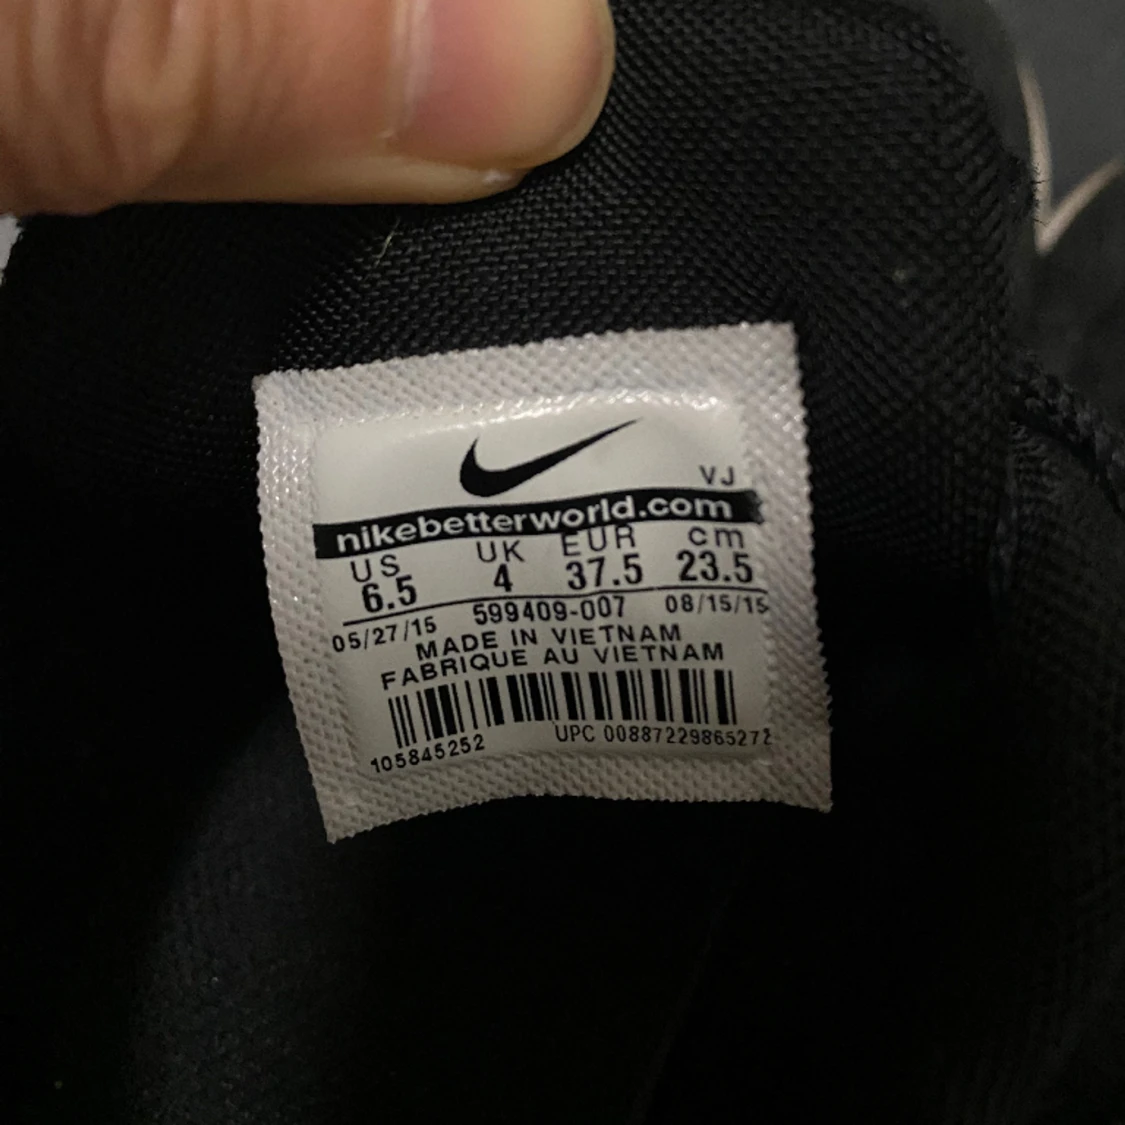 VJ
nikebetterworld.com
US UK EUR cm
6.5 4 37.5 23.5
05/27/15 599409-007 08/15/15
MADE IN VIETNAM
FABRIQUE AU VIETNAM
105845252 UPC 00887229865272